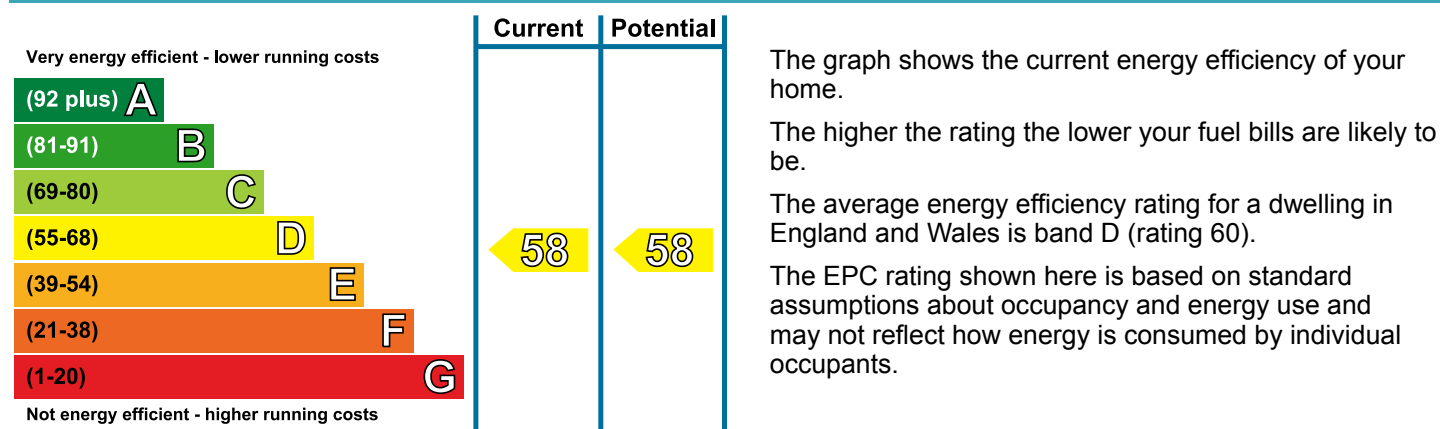 Current Potential
Very energy efficient - lower running costs
(92 plus) A
(81-91) B
(69-80) C
(55-68) D
58 58
(39-54) E
(21-38) F
(1-20) G
Not energy efficient - higher running costs
The graph shows the current energy efficiency of your
home.
The higher the rating the lower your fuel bills are likely to
be.
The average energy efficiency rating for a dwelling in
England and Wales is band D (rating 60).
The EPC rating shown here is based on standard
assumptions about occupancy and energy use and
may not reflect how energy is consumed by individual
occupants.